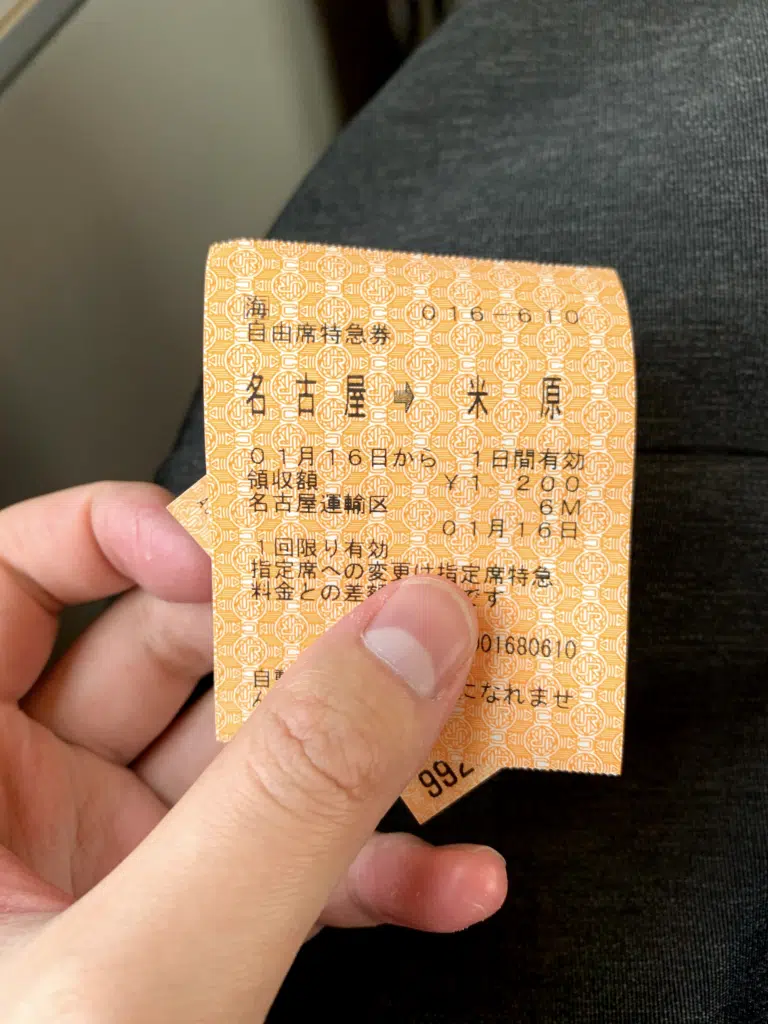 海 016-610
自由席特急券
名古屋➡米原
01月16日から 1日間有効
領収額 ¥1,200
名古屋運輸区 6M
01月16日
1回限り有効
指定席への変更は指定席特急
料金との差額 です
01680610
自動 になれませ
992